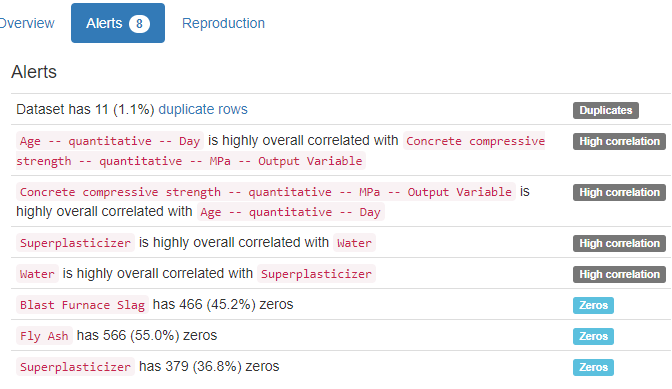 Overview
Alerts 8
Reproduction
Alerts
Dataset has 11 (1.1%) duplicate rows
Duplicates
Age -- quantitative -- Day is highly overall correlated with Concrete compressive
strength -- quantitative -- MPa -- Output Variable
High correlation
Concrete compressive strength -- quantitative -- MPa -- Output Variable is
highly overall correlated with Age -- quantitative -- Day
High correlation
Superplasticizer is highly overall correlated with Water
High correlation
Water is highly overall correlated with Superplasticizer
High correlation
Blast Furnace Slag has 466 (45.2%) zeros
Zeros
Fly Ash has 566 (55.0%) zeros
Zeros
Superplasticizer has 379 (36.8%) zeros
Zeros